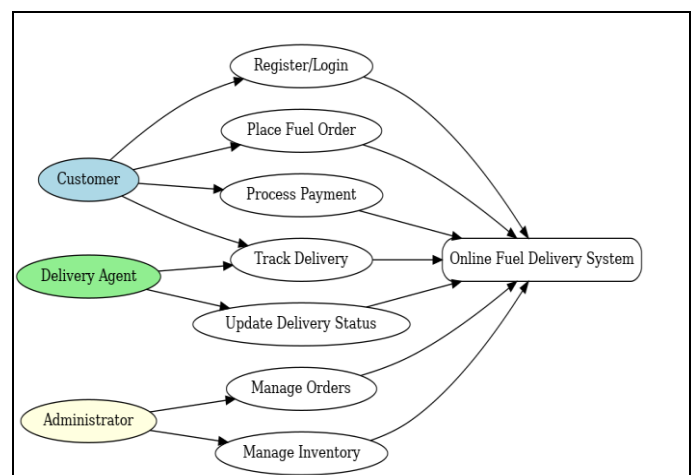 Register/Login
Place Fuel Order
Customer
Process Payment
Track Delivery
Online Fuel Delivery System
Delivery Agent
Update Delivery Status
Manage Orders
Administrator
Manage Inventory